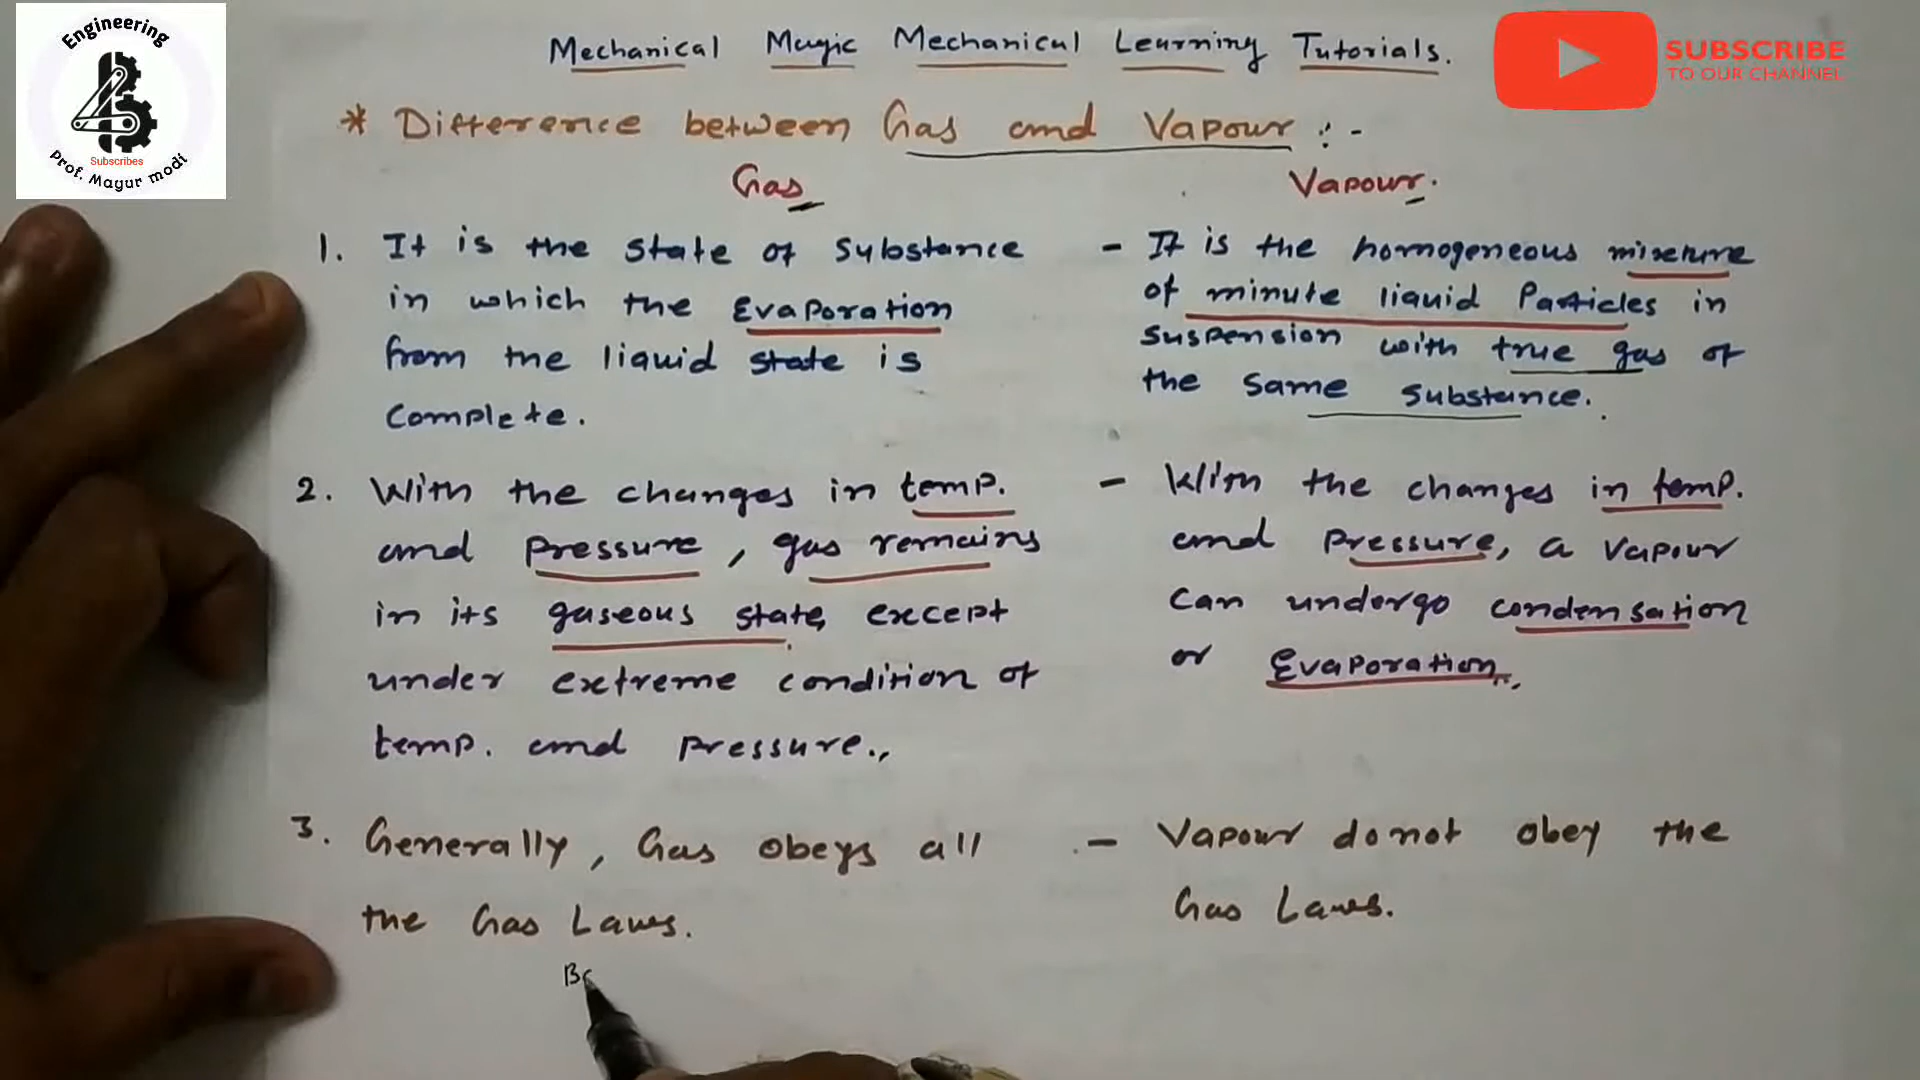 Engineering
Subscribes
Prof. Mayur modi
Mechanical Magic Mechanical Learning Tutorials.
SUBSCRIBE
TO OUR CHANNEL
* Difference between Gas and Vapour :-
Gas
Vapour.
1. It is the state of substance
in which the Evaporation
from the liquid state is
complete.
- It is the homogeneous mixture
of minute liquid Particles in
suspension with true gas of
the same substance.
2. With the changes in temp.
and pressure, gas remains
in its gaseous state, except
under extreme condition of
temp. and pressure.
- With the changes in temp.
and pressure, a vapour
can undergo condensation
or Evaporation.
3. Generally, Gas obeys all
the Gas Laws.
- Vapour do not obey the
Gas Laws.
Bo